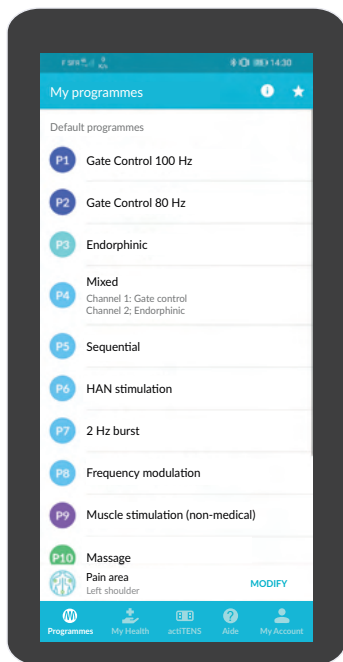 F SFR
14:30
My programmes
Default programmes
P1 Gate Control 100 Hz
P2 Gate Control 80 Hz
P3 Endorphinic
P4 Mixed
Channel 1: Gate control
Channel 2; Endorphinic
P5 Sequential
P6 HAN stimulation
P7 2 Hz burst
P8 Frequency modulation
P9 Muscle stimulation (non-medical)
P10 Massage
Pain area
Left shoulder
MODIFY
Programmes My Health actiTENS Aide My Account